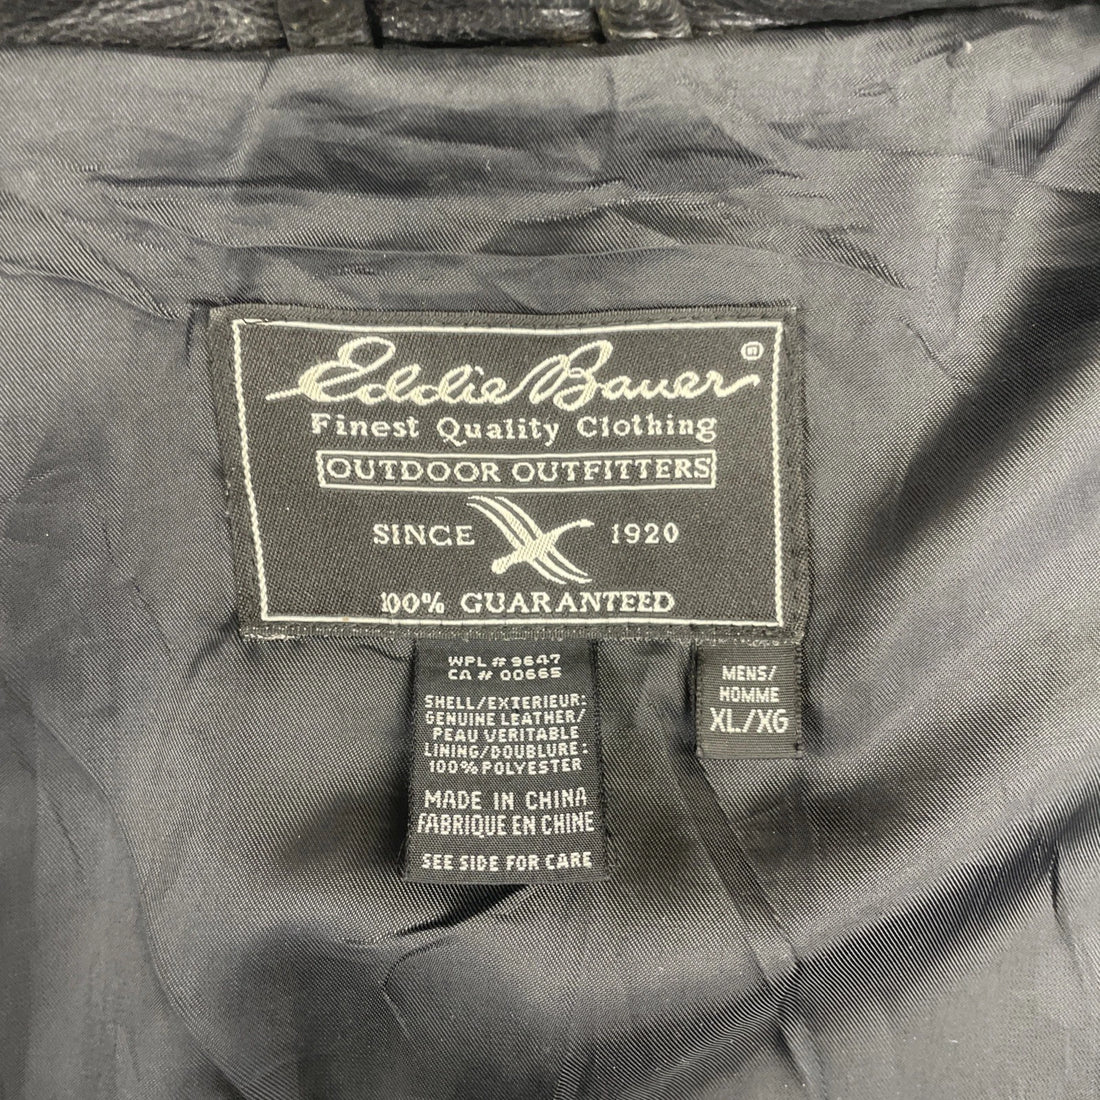 Eddie Bauer ®
Finest Quality Clothing
OUTDOOR OUTFITTERS
SINCE 1920
100% GUARANTEED
WPL # 9647
CA # 00665
SHELL/EXTERIEUR:
GENUINE LEATHER/
PEAU VERITABLE
LINING/DOUBLURE:
100% POLYESTER
MADE IN CHINA
FABRIQUE EN CHINE
SEE SIDE FOR CARE
MENS/
HOMME
XL/XG